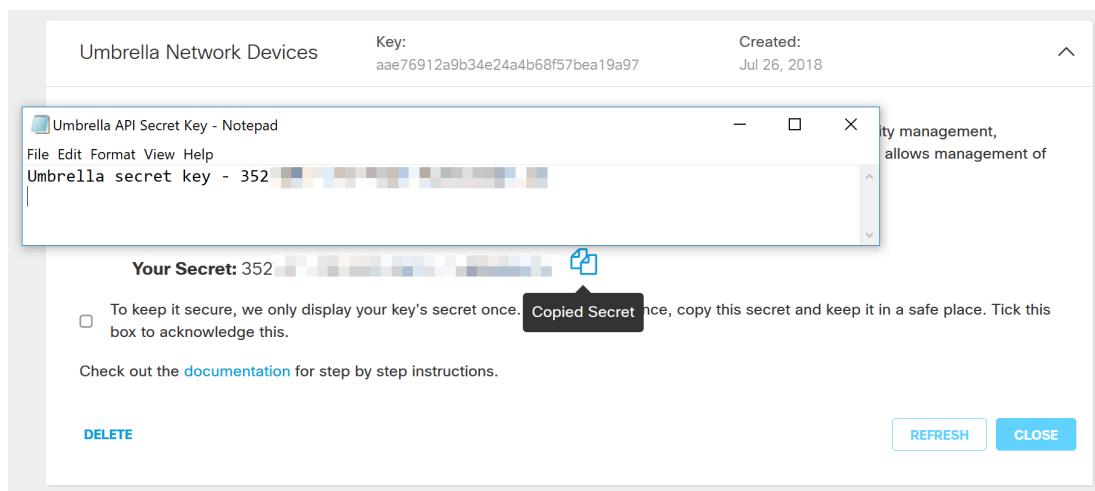 Umbrella Network Devices
Key:
aae76912a9b34e24a4b68f57bea19a97
Created:
Jul 26, 2018
Umbrella API Secret Key - Notepad
File Edit Format View Help
Umbrella secret key - 352
ity management,
allows management of
Your Secret: 352
Copied Secret
To keep it secure, we only display your key's secret once. nce, copy this secret and keep it in a safe place. Tick this
box to acknowledge this.
Check out the documentation for step by step instructions.
DELETE
REFRESH
CLOSE